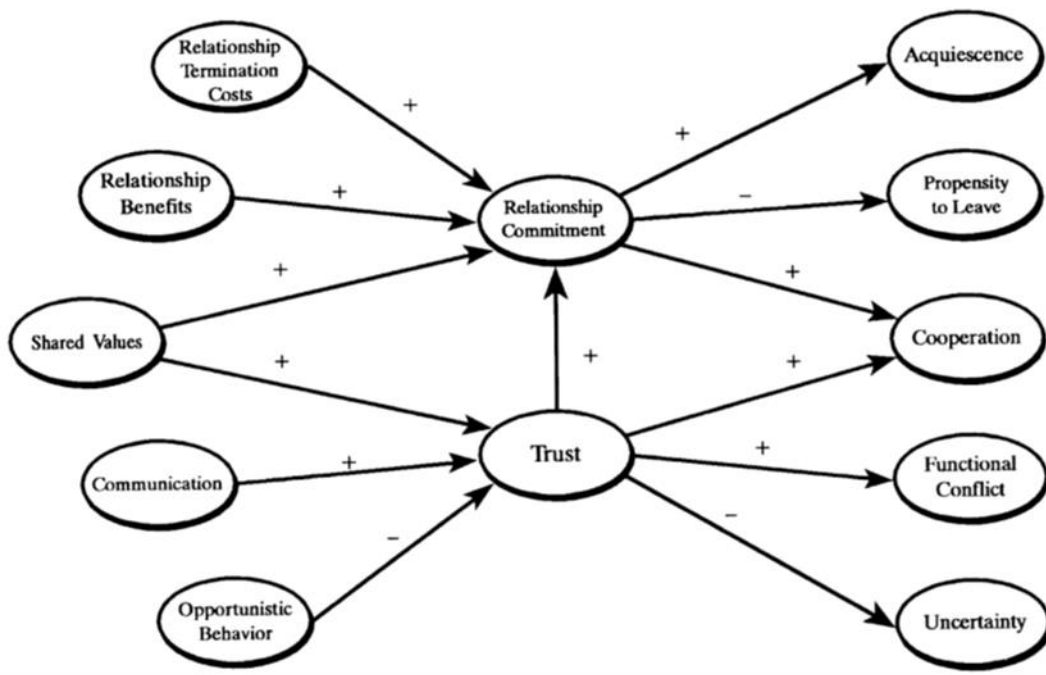 Relationship
Termination
Costs
+
Acquiescence
+
Relationship
Benefits
+
Relationship
Commitment
−
Propensity
to Leave
+
+
Shared Values
+
+
+
Cooperation
Communication
+
Trust
+
Functional
Conflict
−
−
Opportunistic
Behavior
Uncertainty